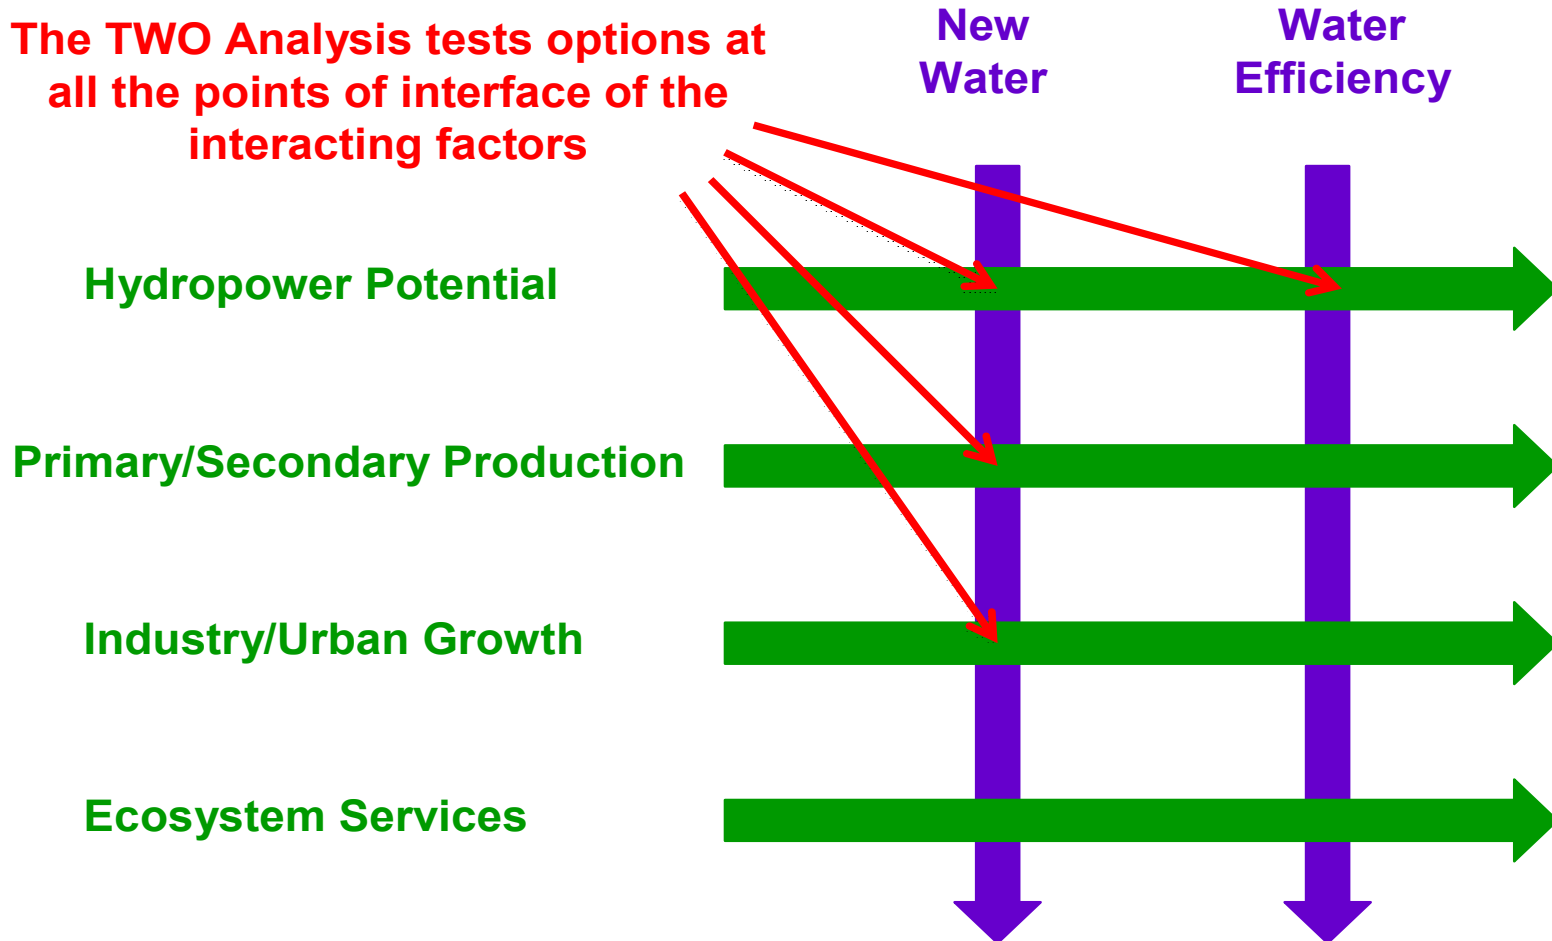 The TWO Analysis tests options at
all the points of interface of the
interacting factors
New
Water
Water
Efficiency
Hydropower Potential
Primary/Secondary Production
Industry/Urban Growth
Ecosystem Services